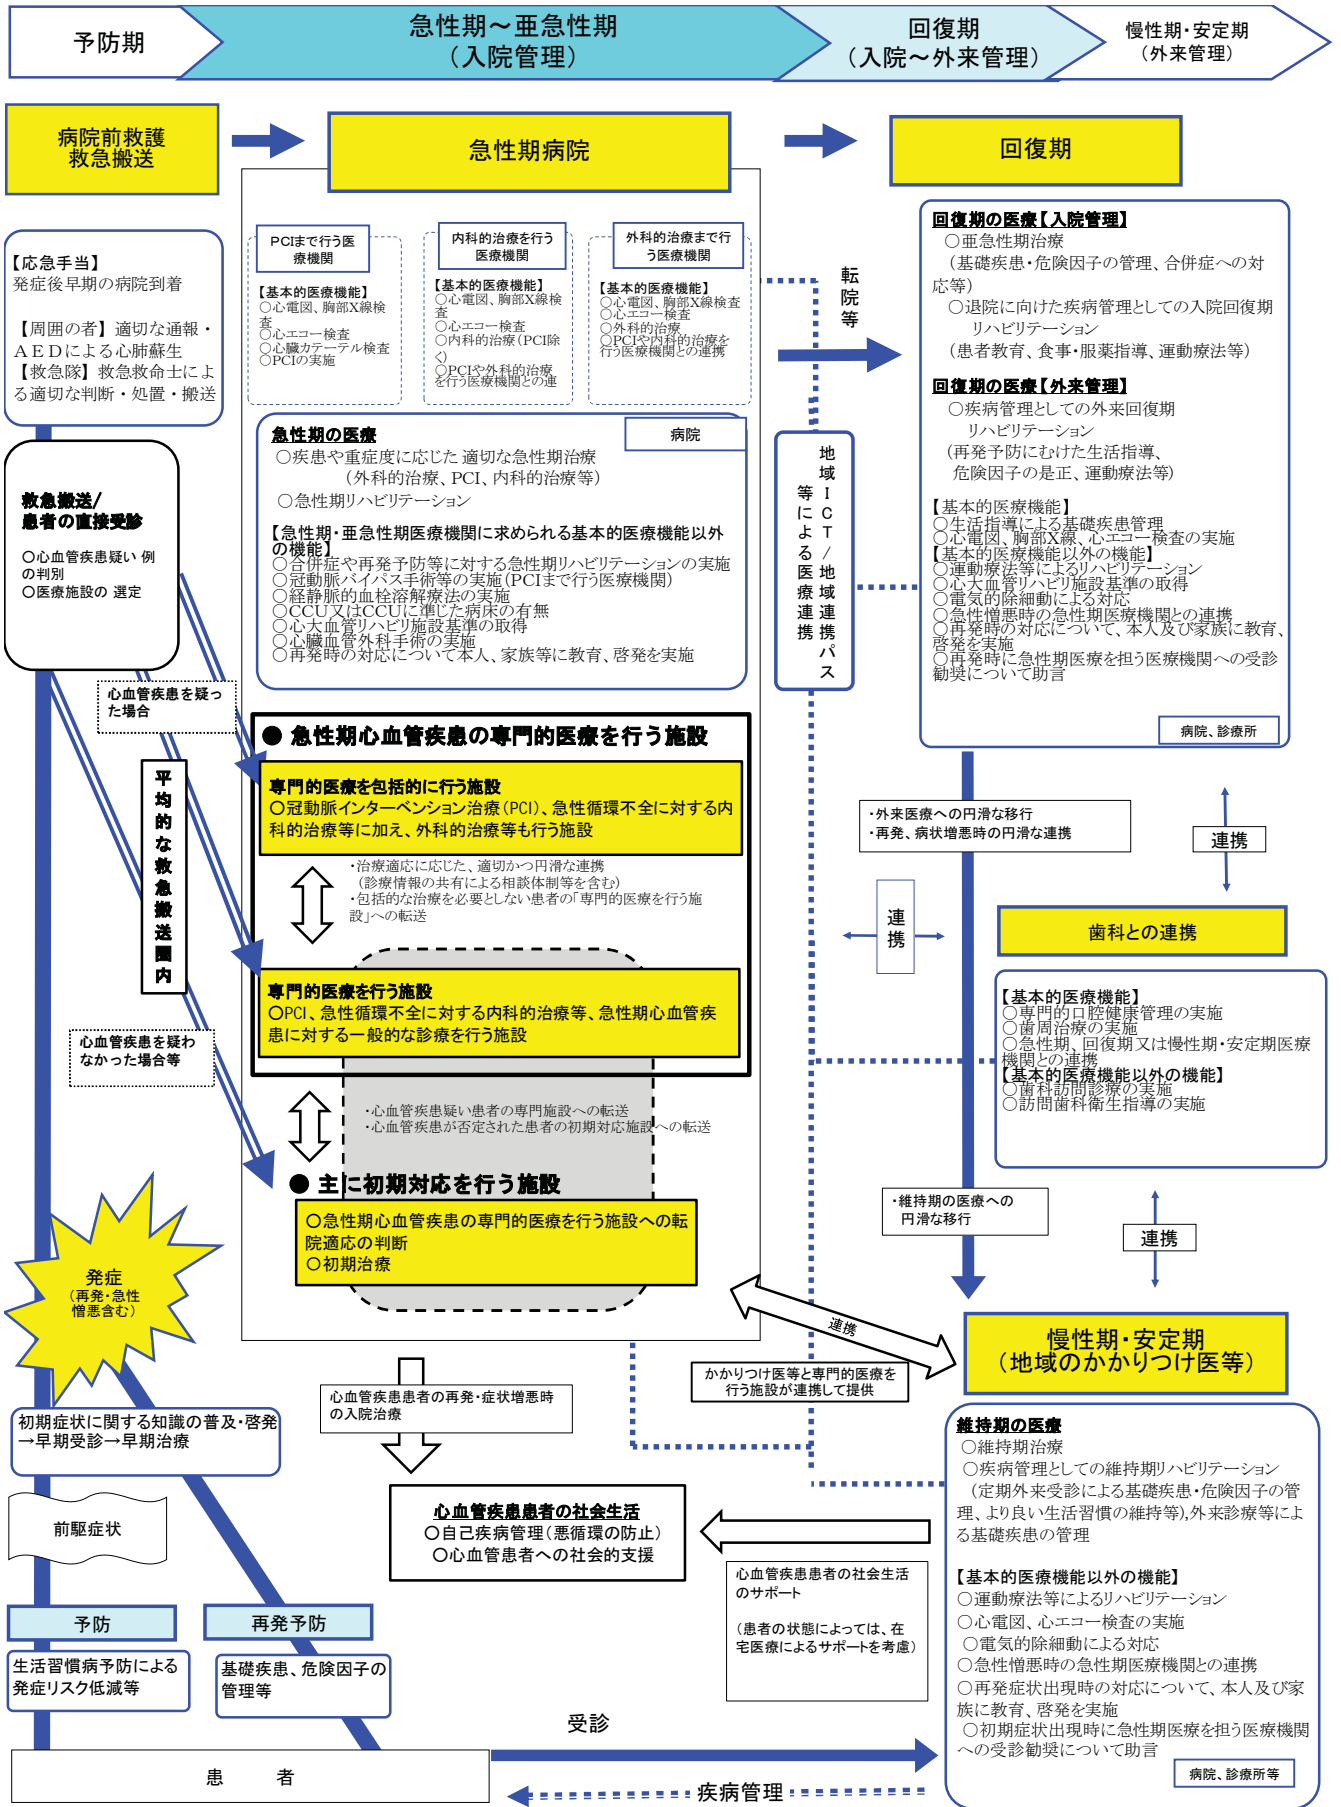 予防期
急性期～亜急性期
（入院管理）
回復期
（入院～外来管理）
慢性期・安定期
（外来管理）
病院前救護
救急搬送
急性期病院
回復期
【応急手当】
発症後早期の病院到着
【周囲の者】適切な通報・
ＡＥＤによる心肺蘇生
【救急隊】救急救命士によ
る適切な判断・処置・搬送
救急搬送/
患者の直接受診
○心血管疾患疑い 例
の判別
○医療施設の 選定
心血管疾患を疑っ
た場合
平均的な救急搬送圏内
心血管疾患を疑わ
なかった場合等
PCIまで行う医
療機関
【基本的医療機能】
○心電図、胸部X線検
査
○心エコー検査
○心臓カテーテル検査
○PCIの実施
内科的治療を行う
医療機関
【基本的医療機能】
○心電図、胸部X線検
査
○心エコー検査
○内科的治療（PCI除
く）
○PCIや外科的治療
を行う医療機関との連
外科的治療まで行
う医療機関
【基本的医療機能】
○心電図、胸部X線検査
○心エコー検査
○外科的治療
○PCIや内科的治療を
行う医療機関との連携
急性期の医療
病院
○疾患や重症度に応じた 適切な急性期治療
（外科的治療、PCI、内科的治療等）
○急性期リハビリテーション
【急性期・亜急性期医療機関に求められる基本的医療機能以外
の機能】
○合併症や再発予防等に対する急性期リハビリテーションの実施
○冠動脈バイパス手術等の実施（PCIまで行う医療機関）
○経静脈的血栓溶解療法の実施
○CCU又はCCUに準じた病床の有無
○心大血管リハビリ施設基準の取得
○心臓血管外科手術の実施
○再発時の対応について本人、家族等に教育、啓発を実施
● 急性期心血管疾患の専門的医療を行う施設
専門的医療を包括的に行う施設
○冠動脈インターベンション治療（PCI）、急性循環不全に対する内
科的治療等に加え、外科的治療等も行う施設
・治療適応に応じた、適切かつ円滑な連携
（診療情報の共有による相談体制等を含む）
・包括的な治療を必要としない患者の「専門的医療を行う施
設」への転送
専門的医療を行う施設
○PCI、急性循環不全に対する内科的治療等、急性期心血管疾
患に対する一般的な診療を行う施設
・心血管疾患疑い患者の専門施設への転送
・心血管疾患が否定された患者の初期対応施設への転送
● 主に初期対応を行う施設
○急性期心血管疾患の専門的医療を行う施設への転
院適応の判断
○初期治療
転院等
地域ＩＣＴ/地域連携パス
等による医療連携
回復期の医療【入院管理】
○亜急性期治療
（基礎疾患・危険因子の管理、合併症への対
応等）
○退院に向けた疾病管理としての入院回復期
リハビリテーション
（患者教育、食事・服薬指導、運動療法等）
回復期の医療【外来管理】
○疾病管理としての外来回復期
リハビリテーション
（再発予防にむけた生活指導、
危険因子の是正、運動療法等）
【基本的医療機能】
○生活指導による基礎疾患管理
○心電図、胸部X線、心エコー検査の実施
【基本的医療機能以外の機能】
○運動療法等によるリハビリテーション
○心大血管リハビリ施設基準の取得
○電気的除細動による対応
○急性憎悪時の急性期医療機関との連携
○再発時の対応について、本人及び家族に教育、
啓発を実施
○再発時に急性期医療を担う医療機関への受診
勧奨について助言
病院、診療所
・外来医療への円滑な移行
・再発、病状増悪時の円滑な連携
連携
連携
歯科との連携
【基本的医療機能】
○専門的口腔健康管理の実施
○歯周治療の実施
○急性期、回復期又は慢性期・安定期医療
機関との連携
【基本的医療機能以外の機能】
○歯科訪問診療の実施
○訪問歯科衛生指導の実施
・維持期の医療への
円滑な移行
連携
連携
かかりつけ医等と専門的医療を
行う施設が連携して提供
慢性期・安定期
（地域のかかりつけ医等）
維持期の医療
○維持期治療
○疾病管理としての維持期リハビリテーション
（定期外来受診による基礎疾患・危険因子の管
理、より良い生活習慣の維持等）,外来診療等によ
る基礎疾患の管理
【基本的医療機能以外の機能】
○運動療法等によるリハビリテーション
○心電図、心エコー検査の実施
○電気的除細動による対応
○急性憎悪時の急性期医療機関との連携
○再発症状出現時の対応について、本人及び家
族に教育、啓発を実施
○初期症状出現時に急性期医療を担う医療機関
への受診勧奨について助言
病院、診療所等
発症
（再発・急性
憎悪含む）
初期症状に関する知識の普及・啓発
→早期受診→早期治療
前駆症状
予防
生活習慣病予防による
発症リスク低減等
再発予防
基礎疾患、危険因子の
管理等
心血管疾患患者の再発・症状増悪時
の入院治療
心血管疾患患者の社会生活
○自己疾病管理（悪循環の防止）
○心血管患者への社会的支援
心血管疾患患者の社会生活
のサポート
（患者の状態によっては、在
宅医療によるサポートを考慮）
患　者
受診
疾病管理